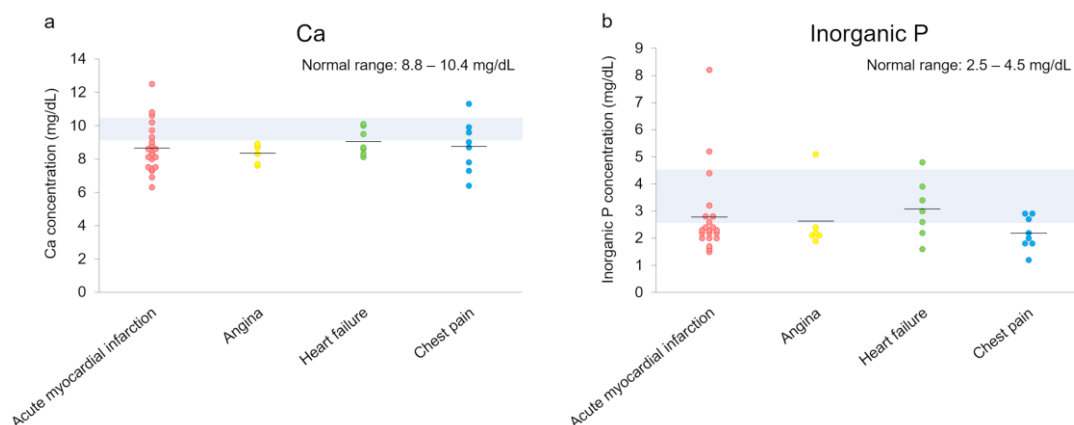 a
Ca
Normal range: 8.8 – 10.4 mg/dL
Ca concentration (mg/dL)
14
12
10
8
6
4
2
0
Acute myocardial infarction
Angina
Heart failure
Chest pain
b
Inorganic P
Normal range: 2.5 – 4.5 mg/dL
Inorganic P concentration (mg/dL)
9
8
7
6
5
4
3
2
1
0
Acute myocardial infarction
Angina
Heart failure
Chest pain